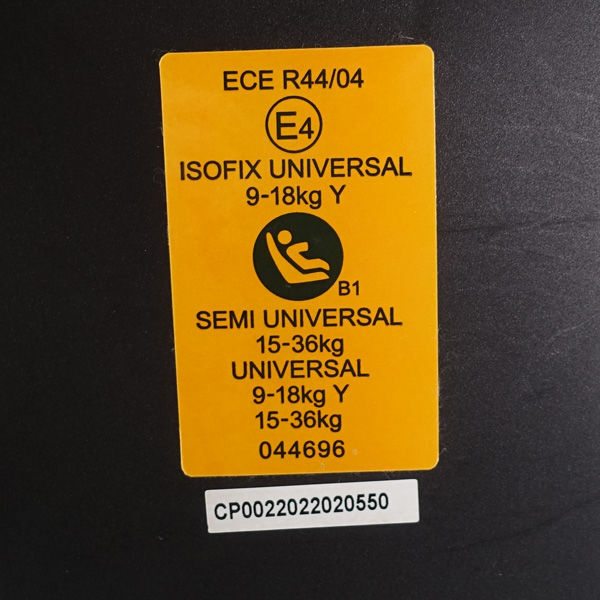 ECE R44/04
E4
ISOFIX UNIVERSAL
9-18kg Y
B1
SEMI UNIVERSAL
15-36kg
UNIVERSAL
9-18kg Y
15-36kg
044696
CP0022022020550